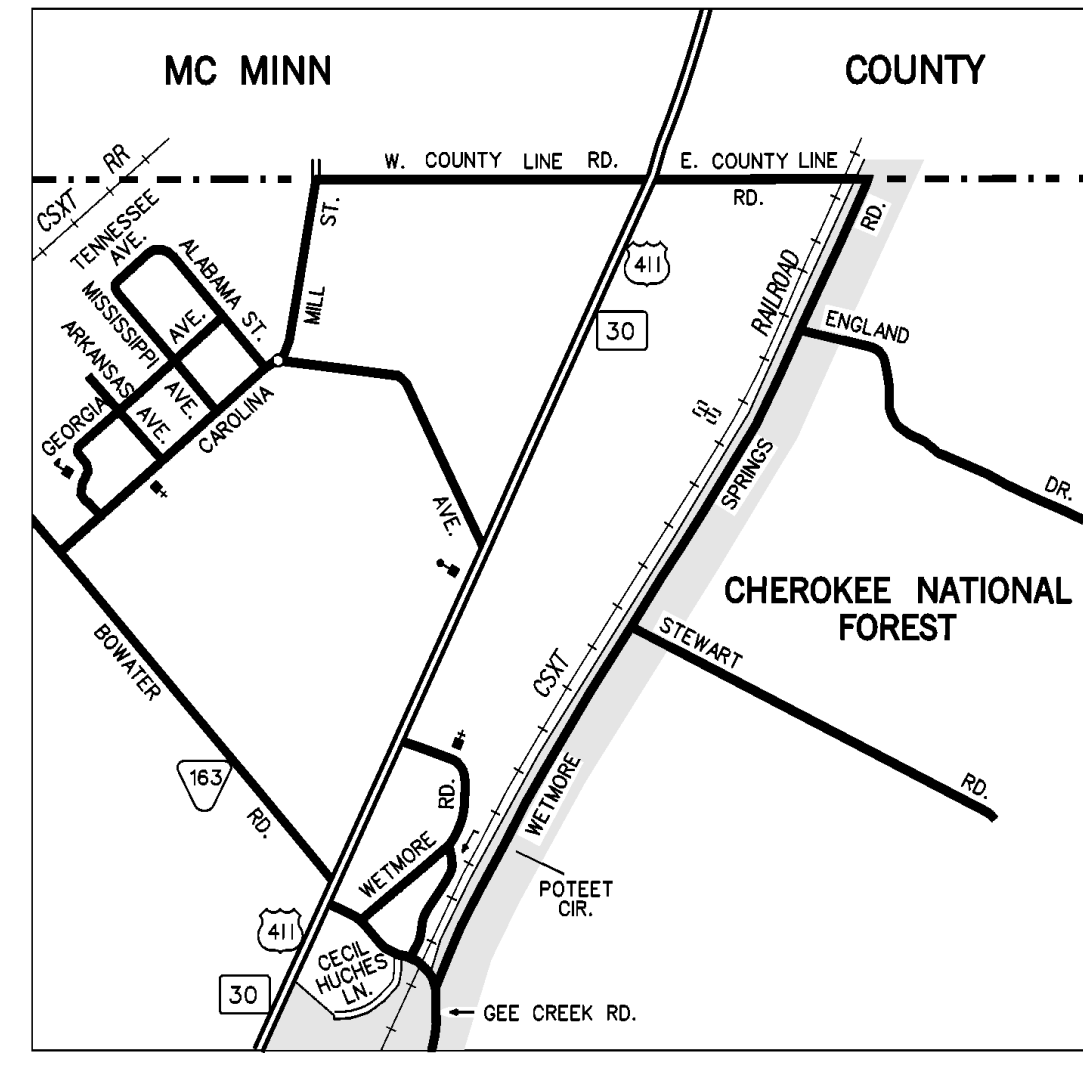 MC MINN
COUNTY
CSXT RR
W. COUNTY LINE RD.
E. COUNTY LINE
RD.
RD.
TENNESSEE
AVE.
ALABAMA ST.
MISSISSIPPI
AVE.
ARKANSAS
AVE.
GEORGIA
AVE.
CAROLINA
AVE.
MILL
ST.
411
30
RAILROAD
ENGLAND
DR.
SPRINGS
CHEROKEE NATIONAL
FOREST
STEWART
RD.
CSXT
BOWATER
163
RD.
WETMORE
RD.
WETMORE
POTEET
CIR.
411
30
CECIL
HUCHES
LN.
GEE CREEK RD.